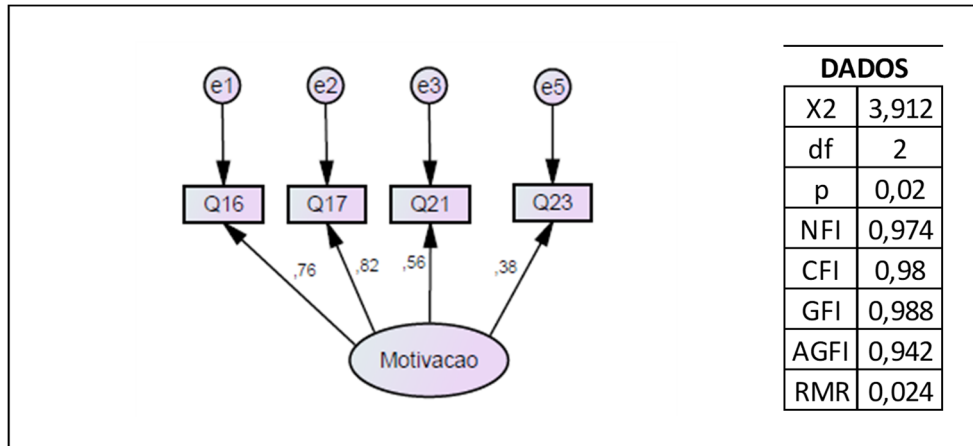 e1 e2 e3 e5
Q16 Q17 Q21 Q23
,76 ,82 ,56 ,38
Motivacao
DADOS
X2 3,912
df 2
p 0,02
NFI 0,974
CFI 0,98
GFI 0,988
AGFI 0,942
RMR 0,024